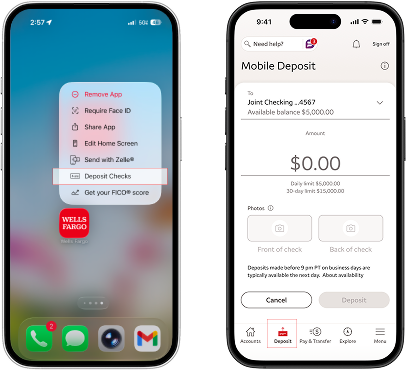 2:57
5G
Remove App
Require Face ID
Share App
Edit Home Screen
Send with Zelle®
Deposit Checks
Get your FICO® score
WELLS
FARGO
Wells Fargo
2
9:41
Need help?
Sign off
Mobile Deposit
To
Joint Checking ...4567
Available balance $5,000.00
Amount
$0.00
Daily limit $5,000.00
30-day limit $15,000.00
Photos
Front of check
Back of check
Deposits made before 9 pm PT on business days are
typically available the next day. About availability
Cancel
Deposit
Accounts
Deposit
Pay & Transfer
Explore
Menu